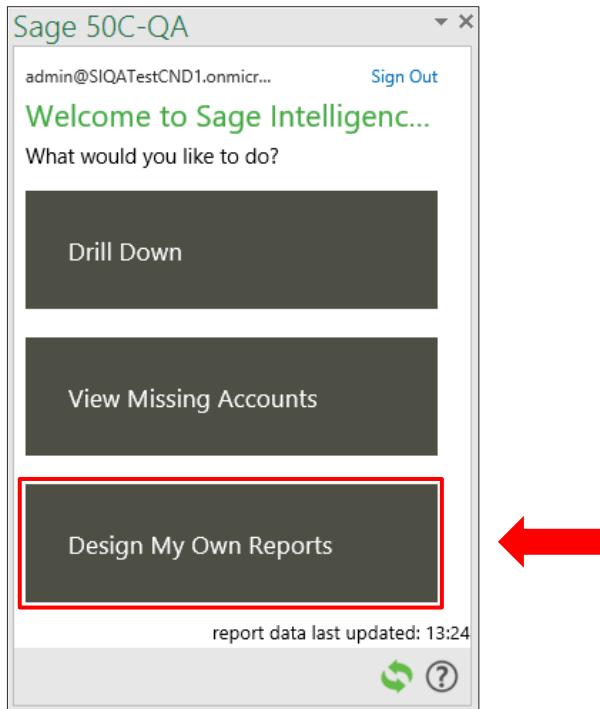 Sage 50C-QA
admin@SIQATestCND1.onmicr... Sign Out
Welcome to Sage Intelligenc...
What would you like to do?
Drill Down
View Missing Accounts
Design My Own Reports
report data last updated: 13:24
?